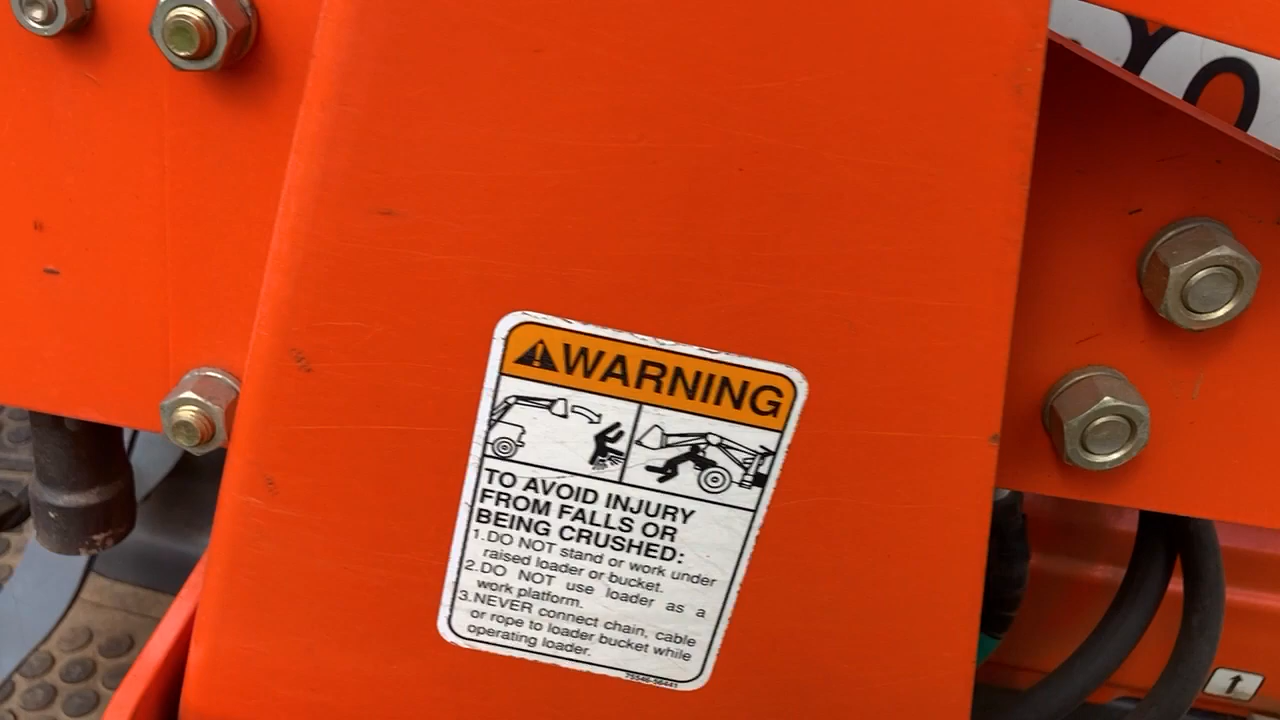 YO
WARNING
TO AVOID INJURY
FROM FALLS OR
BEING CRUSHED:
1.DO NOT stand or work under
raised loader or bucket.
2.DO NOT use loader as a
work platform.
3.NEVER connect chain, cable
or rope to loader bucket while
operating loader.